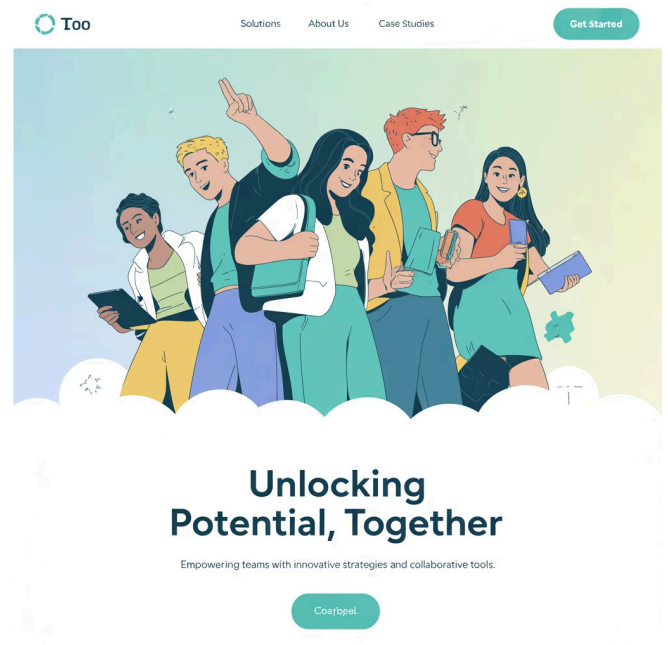 Too
Solutions
About Us
Case Studies
Get Started
Unlocking
Potential, Together
Empowering teams with innovative strategies and collaborative tools.